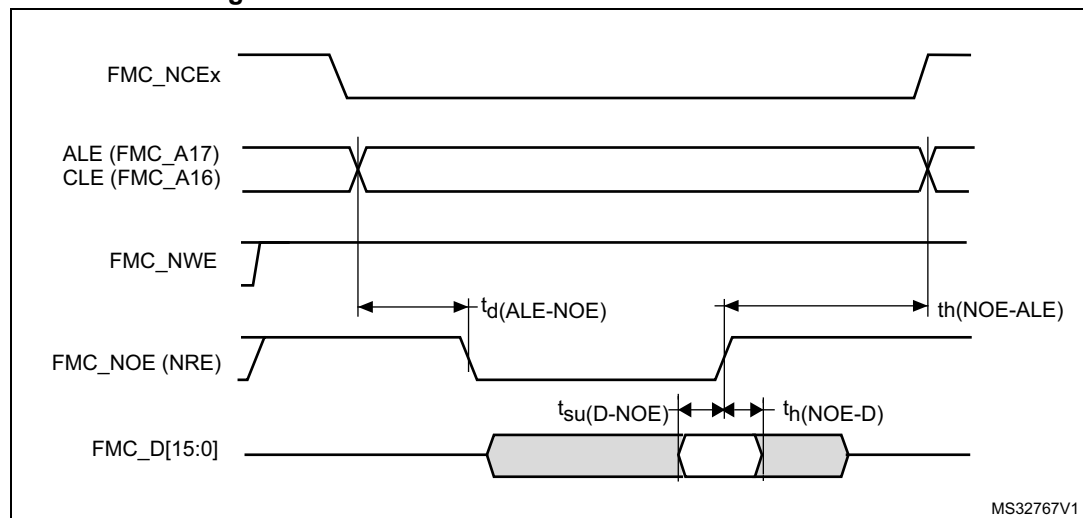 FMC_NCEx
ALE (FMC_A17)
CLE (FMC_A16)
FMC_NWE
td(ALE-NOE)
th(NOE-ALE)
FMC_NOE (NRE)
tsu(D-NOE)
th(NOE-D)
FMC_D[15:0]
MS32767V1